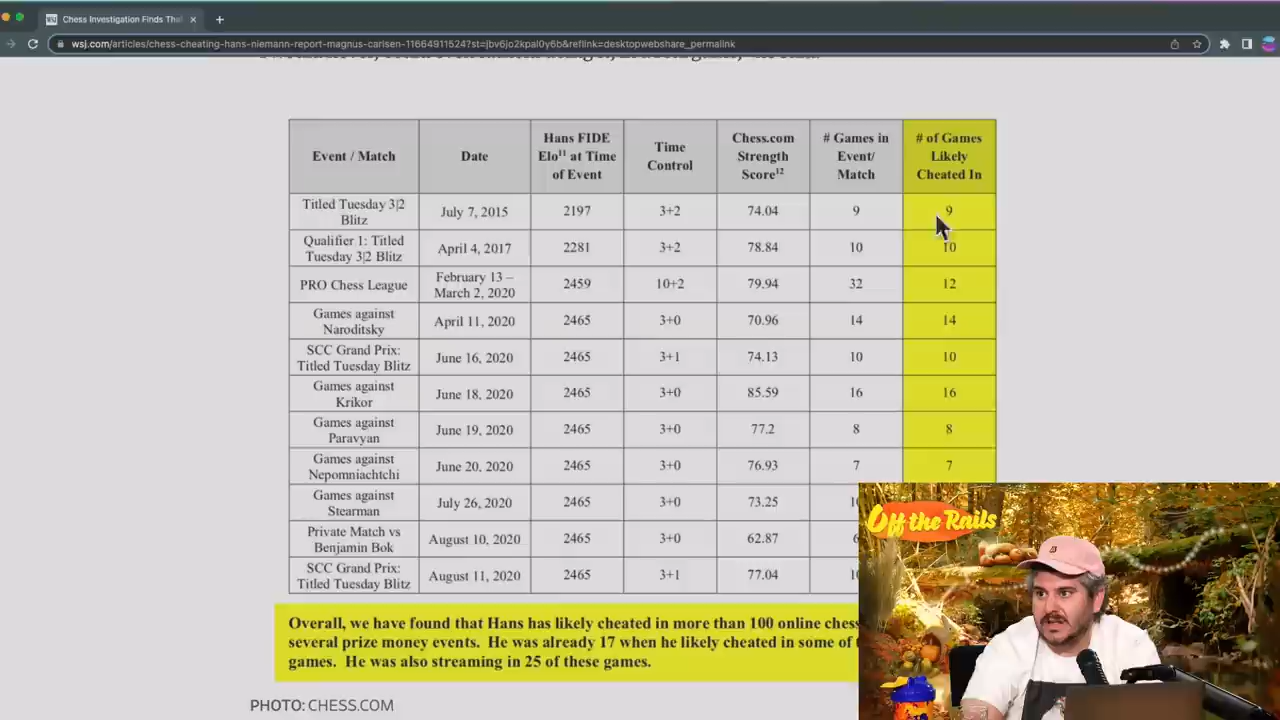 Chess Investigation Finds Tha
wsj.com/articles/chess-cheating-hans-niemann-report-magnus-carlsen-11664911524?st=jbv6jo2kpal0y6b&reflink=desktopwebshare_permalink
Event / Match
Date
Hans FIDE
Elo¹¹ at Time
of Event
Time
Control
Chess.com
Strength
Score¹²
# Games in
Event/
Match
# of Games
Likely
Cheated In
Titled Tuesday 3|2
Blitz
July 7, 2015
2197
3+2
74.04
9
9
Qualifier 1: Titled
Tuesday 3|2 Blitz
April 4, 2017
2281
3+2
78.84
10
10
PRO Chess League
February 13 –
March 2, 2020
2459
10+2
79.94
32
12
Games against
Naroditsky
April 11, 2020
2465
3+0
70.96
14
14
SCC Grand Prix:
Titled Tuesday Blitz
June 16, 2020
2465
3+1
74.13
10
10
Games against
Krikor
June 18, 2020
2465
3+0
85.59
16
16
Games against
Paravyan
June 19, 2020
2465
3+0
77.2
8
8
Games against
Nepomniachtchi
June 20, 2020
2465
3+0
76.93
7
7
Games against
Stearman
July 26, 2020
2465
3+0
73.25
Private Match vs
Benjamin Bok
August 10, 2020
2465
3+0
62.87
SCC Grand Prix:
Titled Tuesday Blitz
August 11, 2020
2465
3+1
77.04
Overall, we have found that Hans has likely cheated in more than 100 online chess
several prize money events. He was already 17 when he likely cheated in some of
games. He was also streaming in 25 of these games.
PHOTO: CHESS.COM
Off the Rails